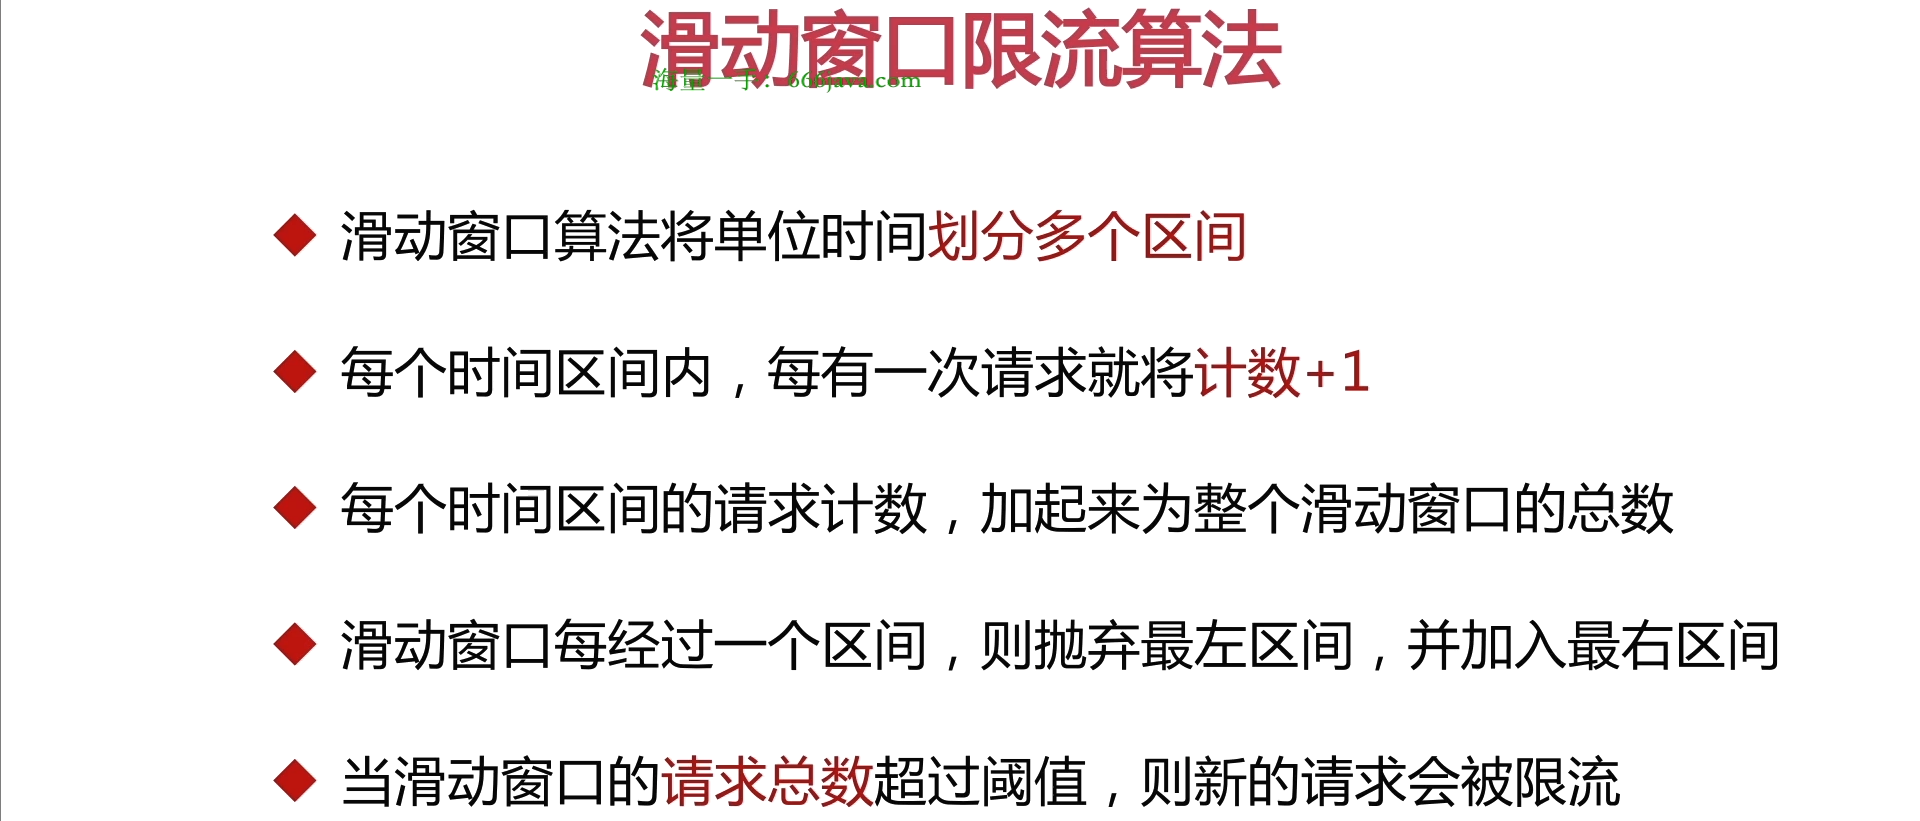 滑动窗口限流算法
海量一手：666java.com
滑动窗口算法将单位时间划分多个区间
每个时间区间内，每有一次请求就将计数+1
每个时间区间的请求计数，加起来为整个滑动窗口的总数
滑动窗口每经过一个区间，则抛弃最左区间，并加入最右区间
当滑动窗口的请求总数超过阈值，则新的请求会被限流